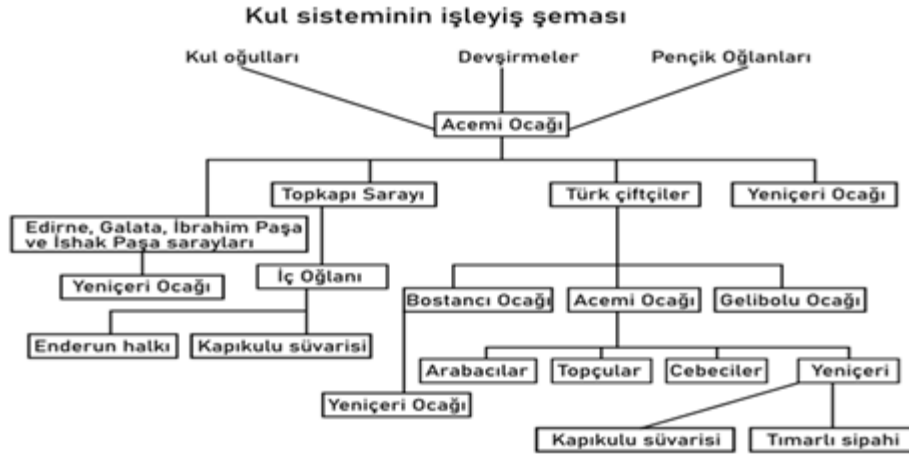 Kul sisteminin işleyiş şeması
Kul oğulları
Devşirmeler
Pençik Oğlanları
Acemi Ocağı
Topkapı Sarayı
Türk çiftçiler
Yeniçeri Ocağı
Edirne, Galata, İbrahim Paşa
ve İshak Paşa sarayları
Yeniçeri Ocağı
İç Oğlanı
Bostancı Ocağı
Acemi Ocağı
Gelibolu Ocağı
Enderun halkı
Kapıkulu süvarisi
Arabacılar
Topçular
Cebeciler
Yeniçeri
Yeniçeri Ocağı
Kapıkulu süvarisi
Tımarlı sipahi